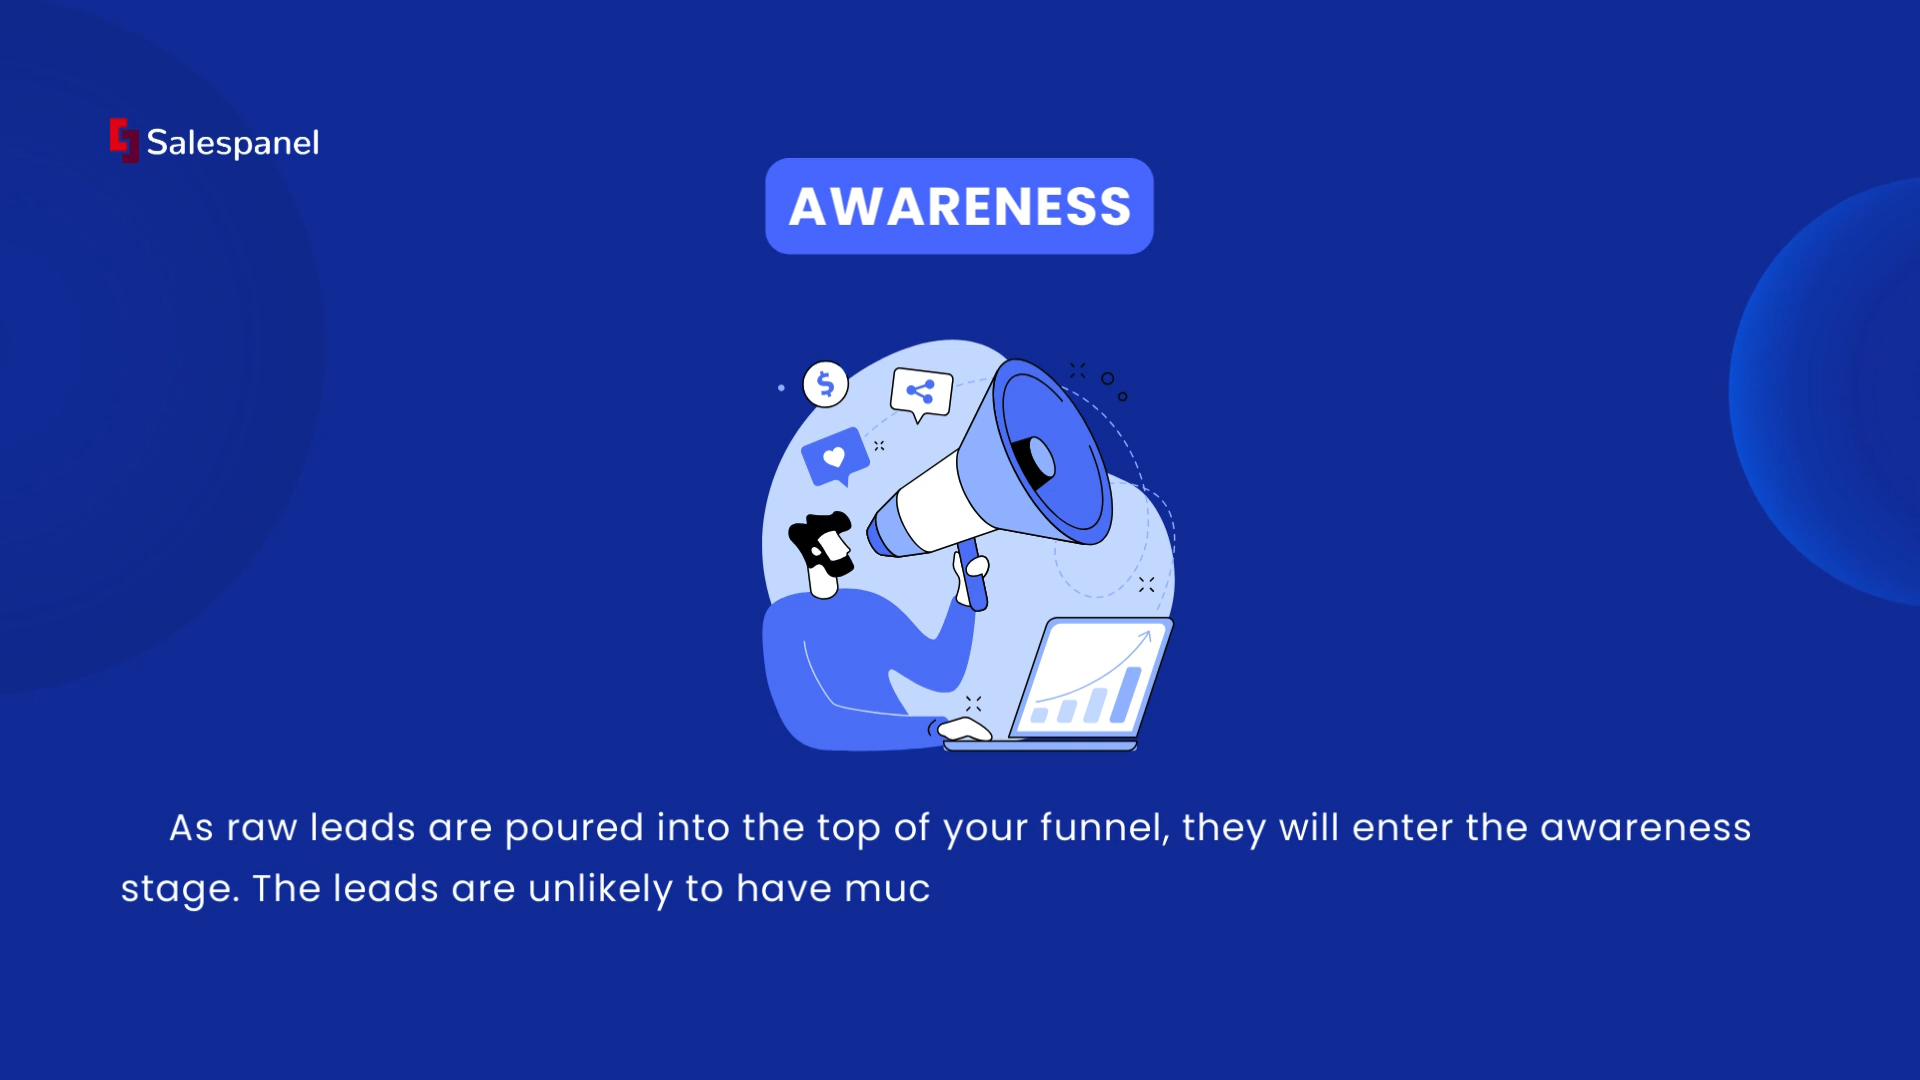 Salespanel
AWARENESS
$
As raw leads are poured into the top of your funnel, they will enter the awareness
stage. The leads are unlikely to have muc